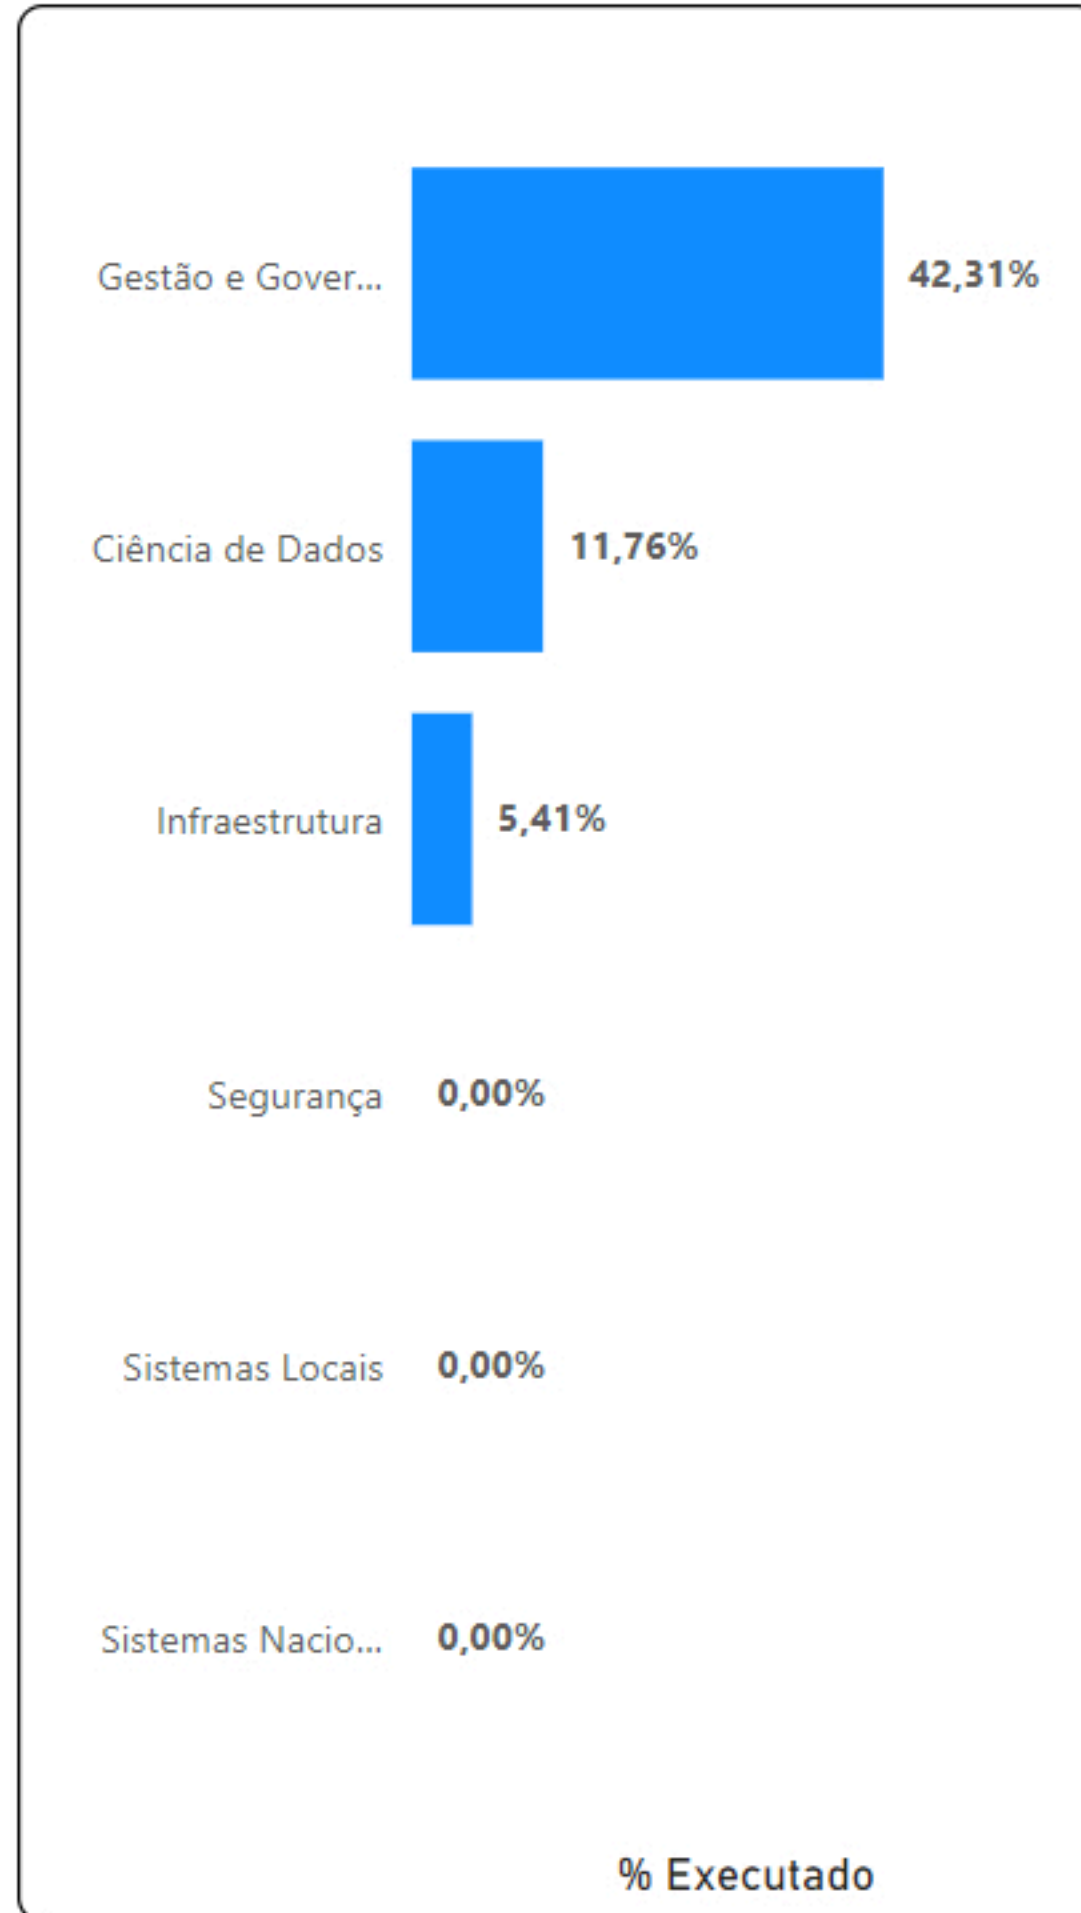 Gestão e Gover... 42,31%
Ciência de Dados 11,76%
Infraestrutura 5,41%
Segurança 0,00%
Sistemas Locais 0,00%
Sistemas Nacio... 0,00%
% Executado